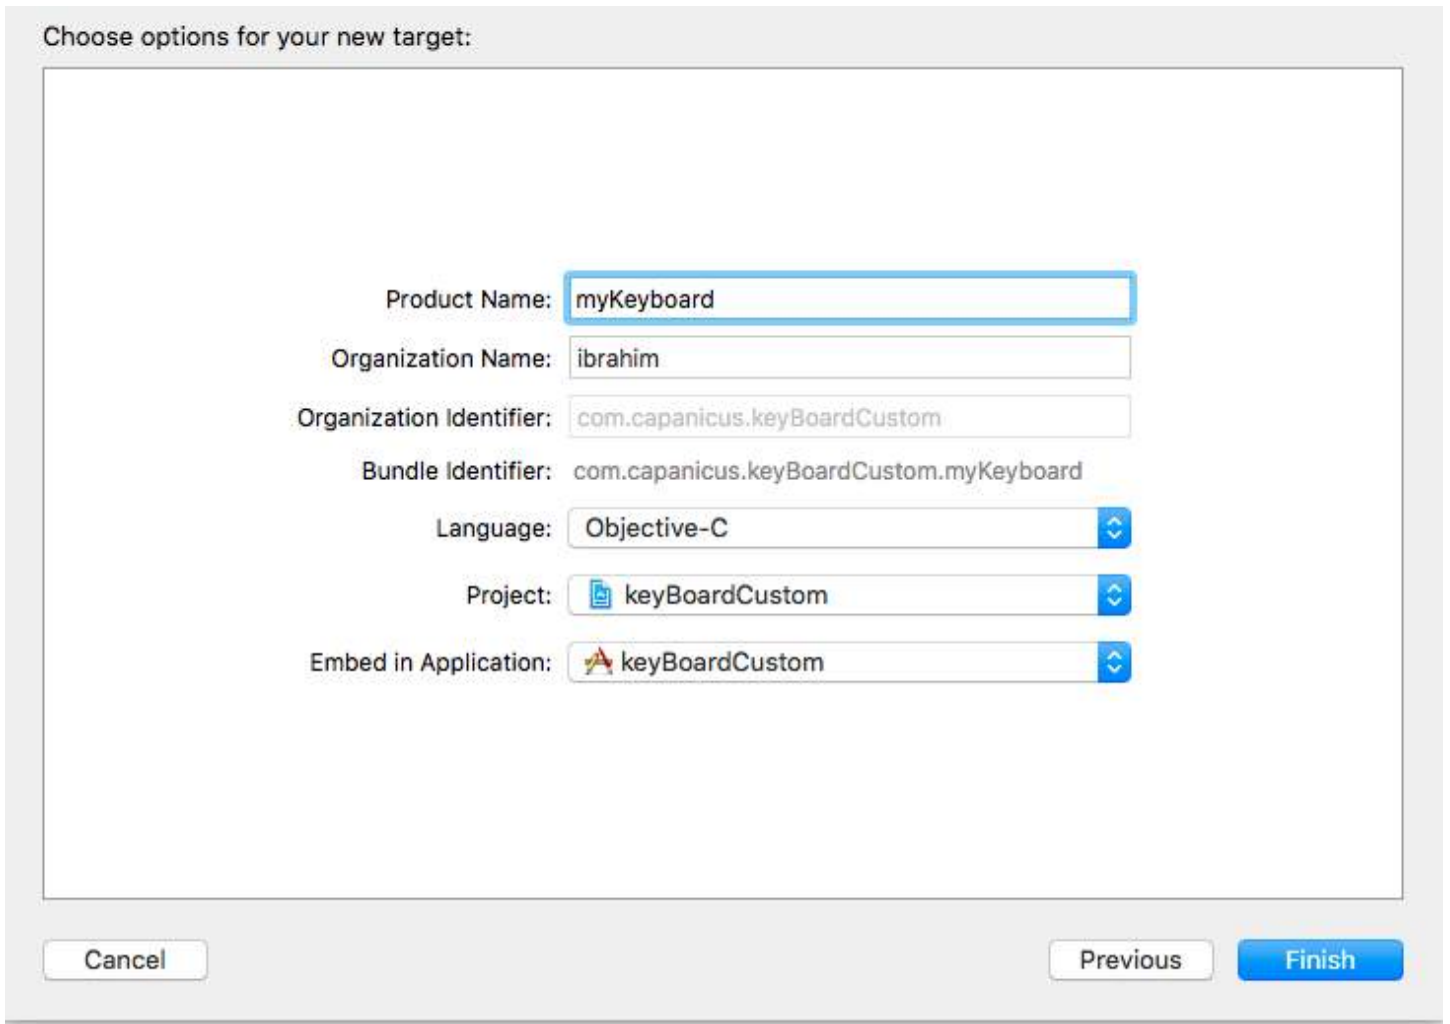 Choose options for your new target:
Product Name: myKeyboard
Organization Name: ibrahim
Organization Identifier: com.capanicus.keyBoardCustom
Bundle Identifier: com.capanicus.keyBoardCustom.myKeyboard
Language: Objective-C
Project: keyBoardCustom
Embed in Application: keyBoardCustom
Cancel Previous Finish